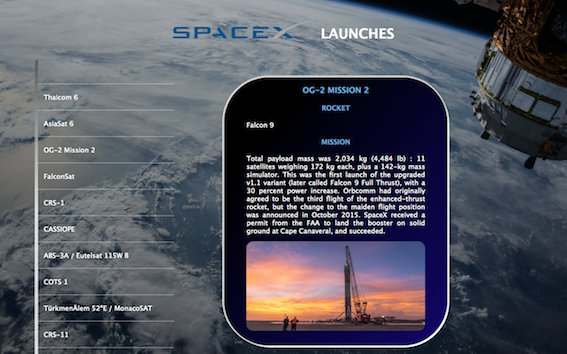 SPACEX LAUNCHES
Thaicom 6
AsiaSat 6
OG-2 Mission 2
FalconSat
CRS-1
CASSIOPE
ABS-3A / Eutelsat 115W B
COTS 1
TürkmenÄlem 52°E / MonacoSAT
CRS-11
OG-2 MISSION 2
ROCKET
Falcon 9
MISSION
Total payload mass was 2,034 kg (4,484 lb) : 11
satellites weighing 172 kg each, plus a 142-kg mass
simulator. This was the first launch of the upgraded
v1.1 variant (later called Falcon 9 Full Thrust), with a
30 percent power increase. Orbcomm had originally
agreed to be the third flight of the enhanced-thrust
rocket, but the change to the maiden flight position
was announced in October 2015. SpaceX received a
permit from the FAA to land the booster on solid
ground at Cape Canaveral, and succeeded.